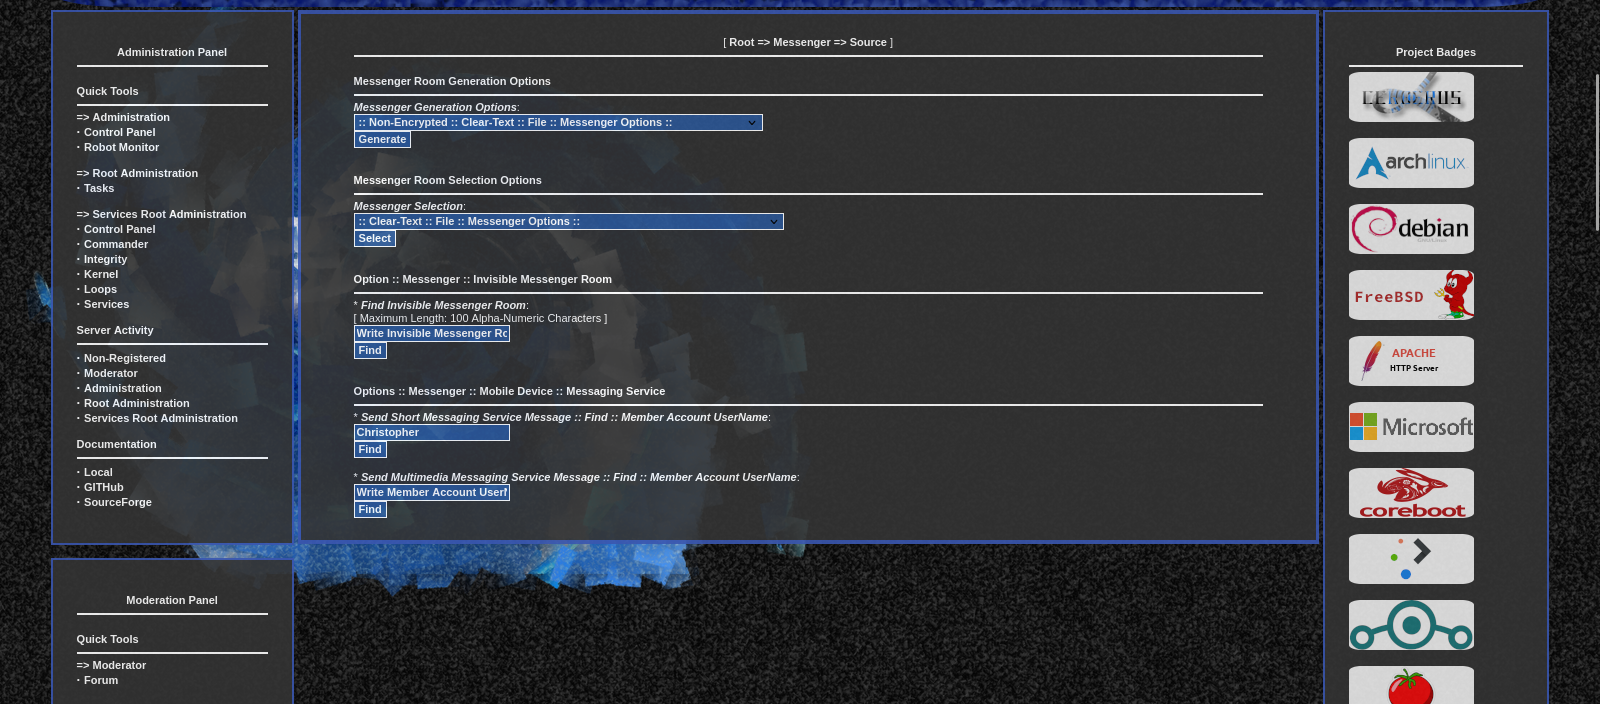 Administration Panel
Quick Tools
=> Administration
· Control Panel
· Robot Monitor
=> Root Administration
· Tasks
=> Services Root Administration
· Control Panel
· Commander
· Integrity
· Kernel
· Loops
· Services
Server Activity
· Non-Registered
· Moderator
· Administration
· Root Administration
· Services Root Administration
Documentation
· Local
· GITHub
· SourceForge
Moderation Panel
Quick Tools
=> Moderator
· Forum
[ Root => Messenger => Source ]
Messenger Room Generation Options
Messenger Generation Options:
:: Non-Encrypted :: Clear-Text :: File :: Messenger Options ::
Generate
Messenger Room Selection Options
Messenger Selection:
:: Clear-Text :: File :: Messenger Options ::
Select
Option :: Messenger :: Invisible Messenger Room
* Find Invisible Messenger Room:
[ Maximum Length: 100 Alpha-Numeric Characters ]
Write Invisible Messenger Ro
Find
Options :: Messenger :: Mobile Device :: Messaging Service
* Send Short Messaging Service Message :: Find :: Member Account UserName:
Christopher
Find
* Send Multimedia Messaging Service Message :: Find :: Member Account UserName:
Write Member Account UserN
Find
Project Badges
CERBERUS
archlinux
debian
FreeBSD
APACHE
HTTP Server
Microsoft
coreboot